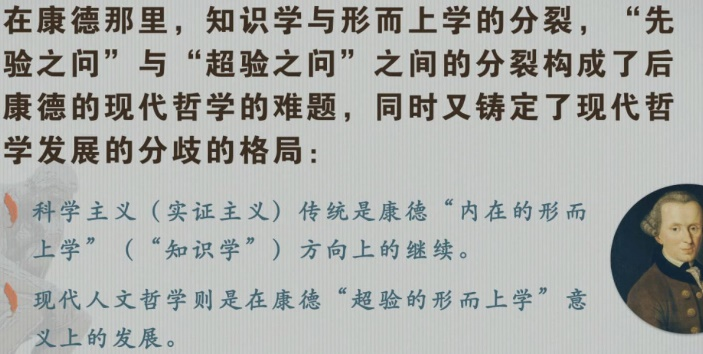 在康德那里，知识学与形而上学的分裂，“先
验之问”与“超验之问”之间的分裂构成了后
康德的现代哲学的难题，同时又铸定了现代哲
学发展的分歧的格局：
科学主义（实证主义）传统是康德“内在的形而
上学”（“知识学”）方向上的继续。
现代人文哲学则是在康德“超验的形而上学”意
义上的发展。